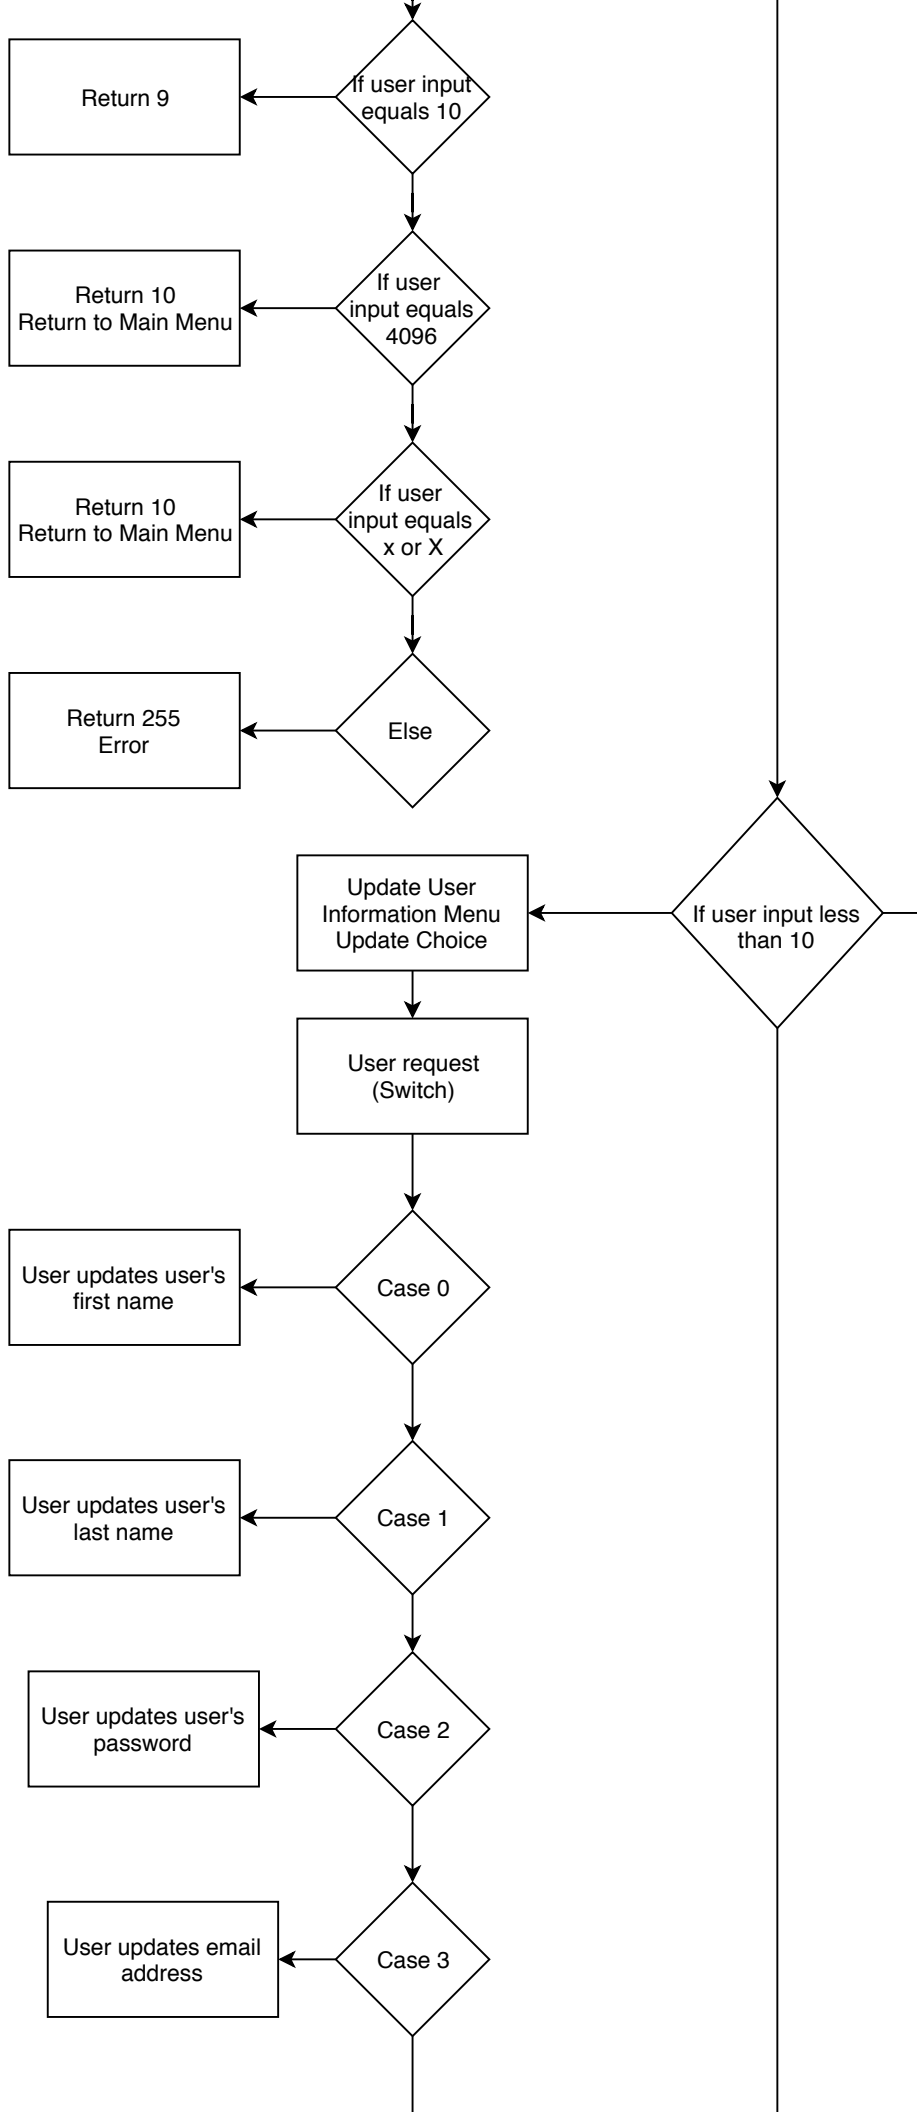 Return 9
If user input
equals 10
Return 10
Return to Main Menu
If user
input equals
4096
Return 10
Return to Main Menu
If user
input equals
x or X
Return 255
Error
Else
Update User
Information Menu
Update Choice
If user input less
than 10
User request
(Switch)
User updates user's
first name
Case 0
User updates user's
last name
Case 1
User updates user's
password
Case 2
User updates email
address
Case 3